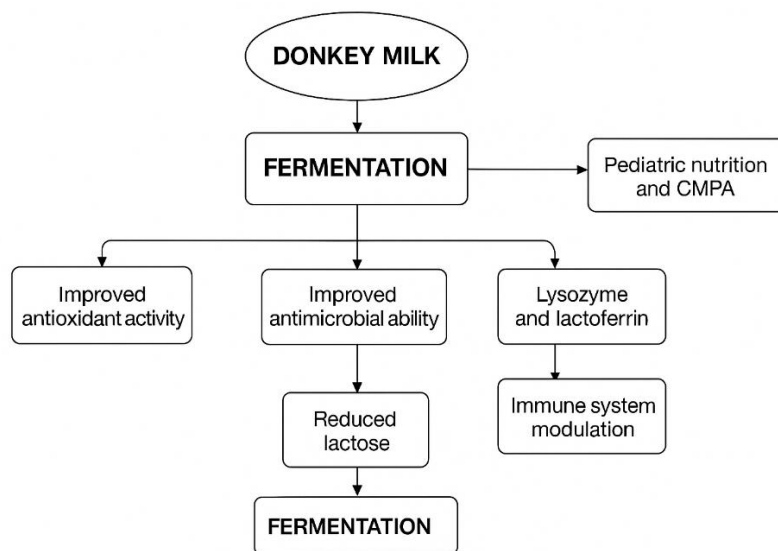 DONKEY MILK
FERMENTATION
Pediatric nutrition
and CMPA
Improved
antioxidant activity
Improved
antimicrobial ability
Lysozyme
and lactoferrin
Reduced
lactose
Immune system
modulation
FERMENTATION